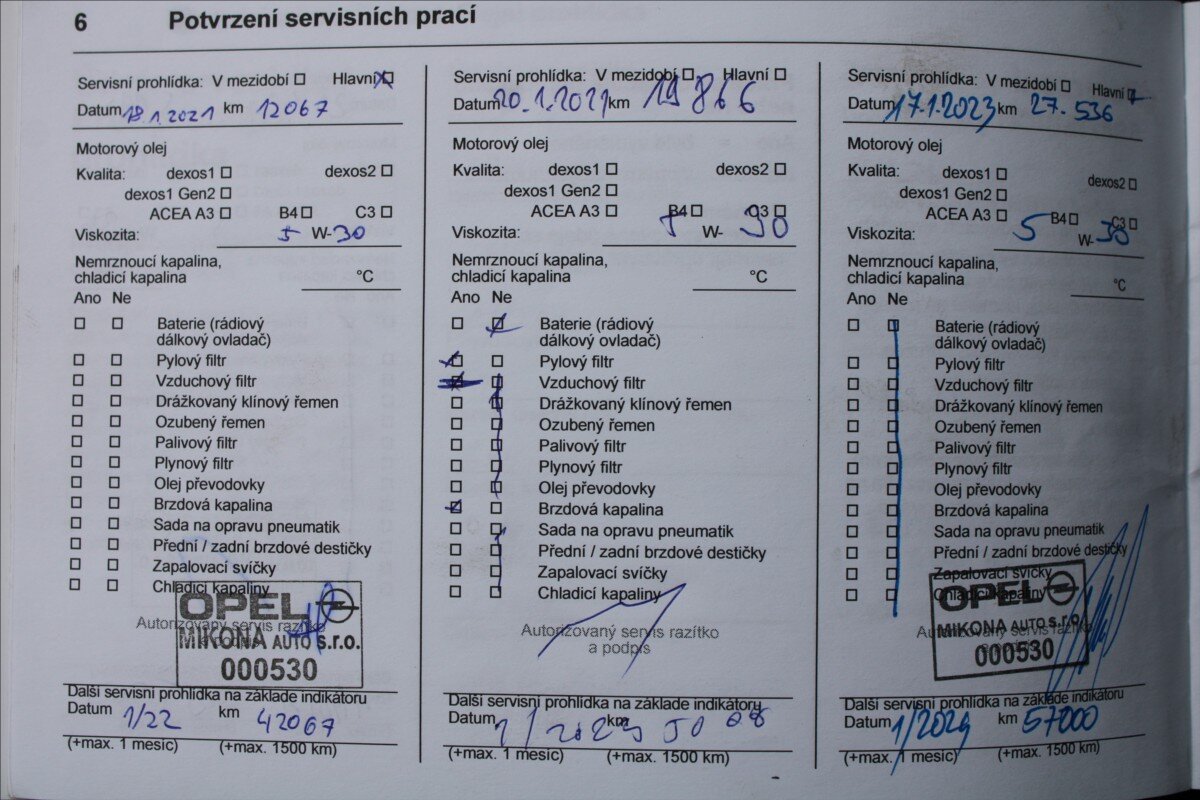 6 Potvrzení servisních prací
Servisní prohlídka: V mezidobí Hlavní
Datum 18.1.2021 km 12067
Motorový olej
Kvalita: dexos1 dexos2
dexos1 Gen2
ACEA A3 B4 C3
Viskozita: 5 W-30
Nemrznoucí kapalina,
chladicí kapalina °C
Ano Ne
Baterie (rádiový
dálkový ovladač)
Pylový filtr
Vzduchový filtr
Drážkovaný klínový řemen
Ozubený řemen
Palivový filtr
Plynový filtr
Olej převodovky
Brzdová kapalina
Sada na opravu pneumatik
Přední / zadní brzdové destičky
Zapalovací svíčky
Chladicí kapaliny
OPEL
Autorizovaný servis razítko
MIKONA AUTO s.r.o.
000530
Další servisní prohlídka na základe indikátoru
Datum 1/22 km 42067
(+max. 1 mesic) (+max. 1500 km)
Servisní prohlídka: V mezidobí Hlavní
Datum 20.1.2021 km 19866
Motorový olej
Kvalita: dexos1 dexos2
dexos1 Gen2
ACEA A3 B4 C3
Viskozita: W- 30
Nemrznoucí kapalina,
chladicí kapalina °C
Ano Ne
Baterie (rádiový
dálkový ovladač)
Pylový filtr
Vzduchový filtr
Drážkovaný klínový řemen
Ozubený řemen
Palivový filtr
Plynový filtr
Olej převodovky
Brzdová kapalina
Sada na opravu pneumatik
Přední / zadní brzdové destičky
Zapalovací svíčky
Chladicí kapaliny
Autorizovaný servis razítko
a podpis
Další servisní prohlídka na základe indikátoru
Datum 1/2023 km
(+max. 1 mesic) (+max. 1500 km)
Servisní prohlídka: V mezidobí Hlavní
Datum 17.1.2023 km 27.536
Motorový olej
Kvalita: dexos1 dexos2
dexos1 Gen2
ACEA A3 B4 C3
Viskozita: 5 W-30
Nemrznoucí kapalina,
chladicí kapalina °C
Ano Ne
Baterie (rádiový
dálkový ovladač)
Pylový filtr
Vzduchový filtr
Drážkovaný klínový řemen
Ozubený řemen
Palivový filtr
Plynový filtr
Olej převodovky
Brzdová kapalina
Sada na opravu pneumatik
Přední / zadní brzdové destičky
Zapalovací svíčky
Chladicí kapaliny
OPEL
Autorizovaný servis razítko
MIKONA AUTO s.r.o.
000530
Další servisní prohlídka na základe indikátoru
Datum 1/2024 km 57000
(+max. 1 mesic) (+max. 1500 km)